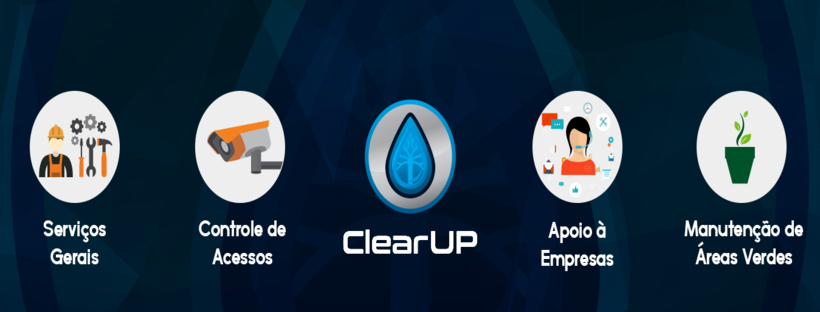 Serviços
Gerais
Controle de
Acessos
ClearUP
Apoio à
Empresas
Manutenção de
Áreas Verdes